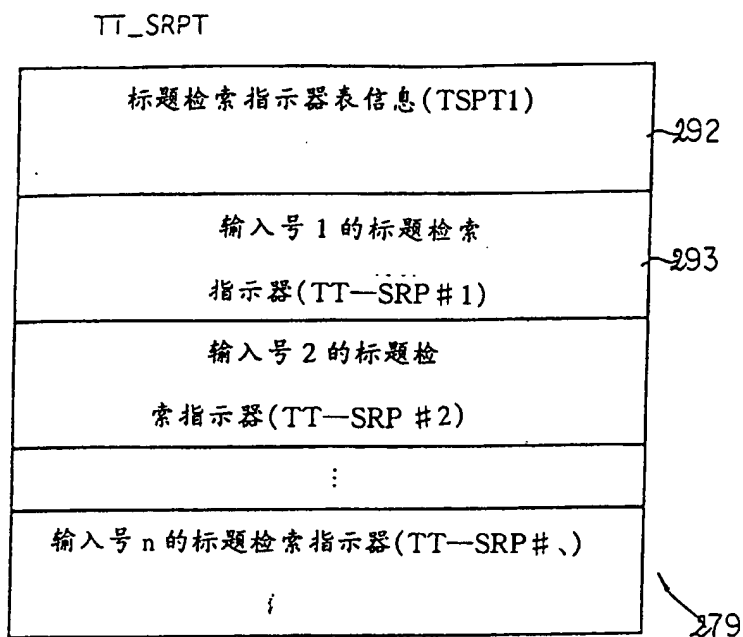 TT_SRPT
标题检索指示器表信息(TSPT1)
292
输入号1的标题检索
293
指示器(TT—SRP#1)
输入号2的标题检
索指示器(TT—SRP #2)
⋮
输入号n的标题检索指示器(TT—SRP#、)
279